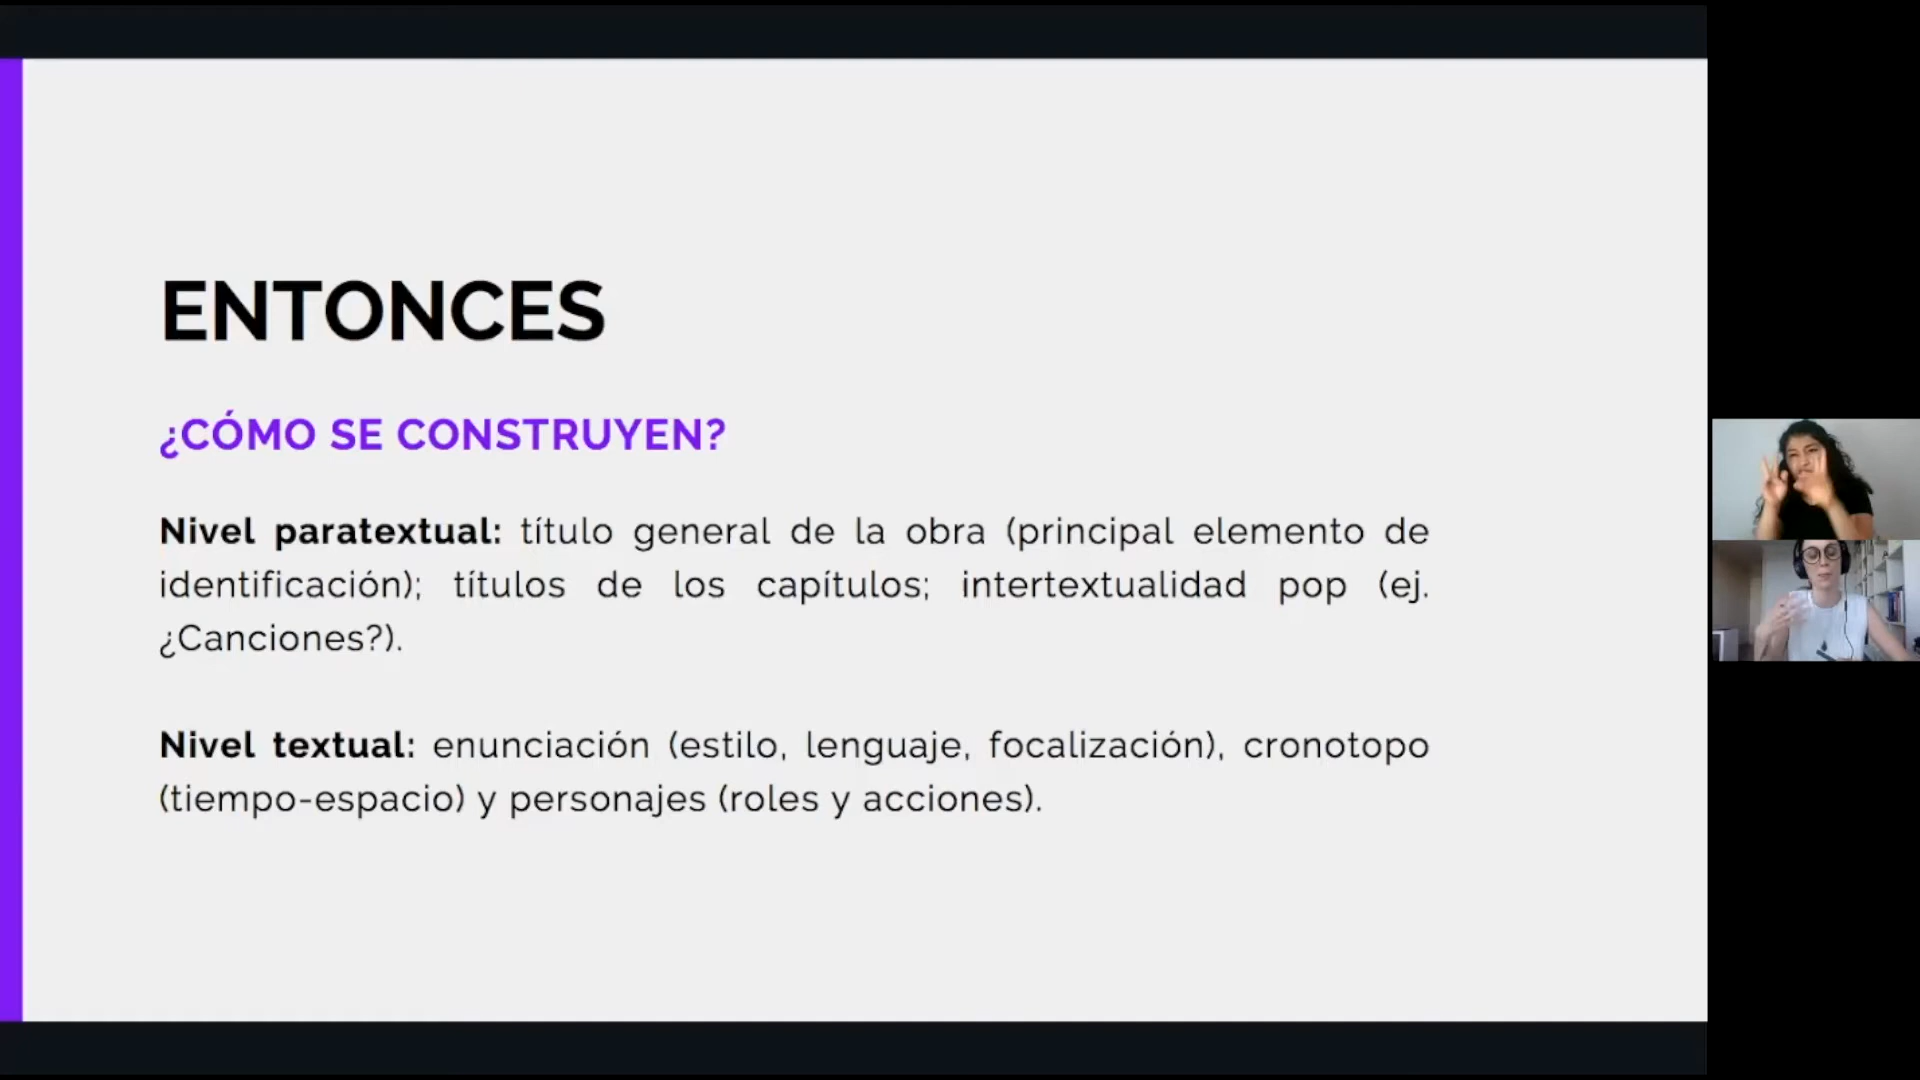 ENTONCES
¿CÓMO SE CONSTRUYEN?
Nivel paratextual: título general de la obra (principal elemento de
identificación); títulos de los capítulos; intertextualidad pop (ej.
¿Canciones?).
Nivel textual: enunciación (estilo, lenguaje, focalización), cronotopo
(tiempo-espacio) y personajes (roles y acciones).